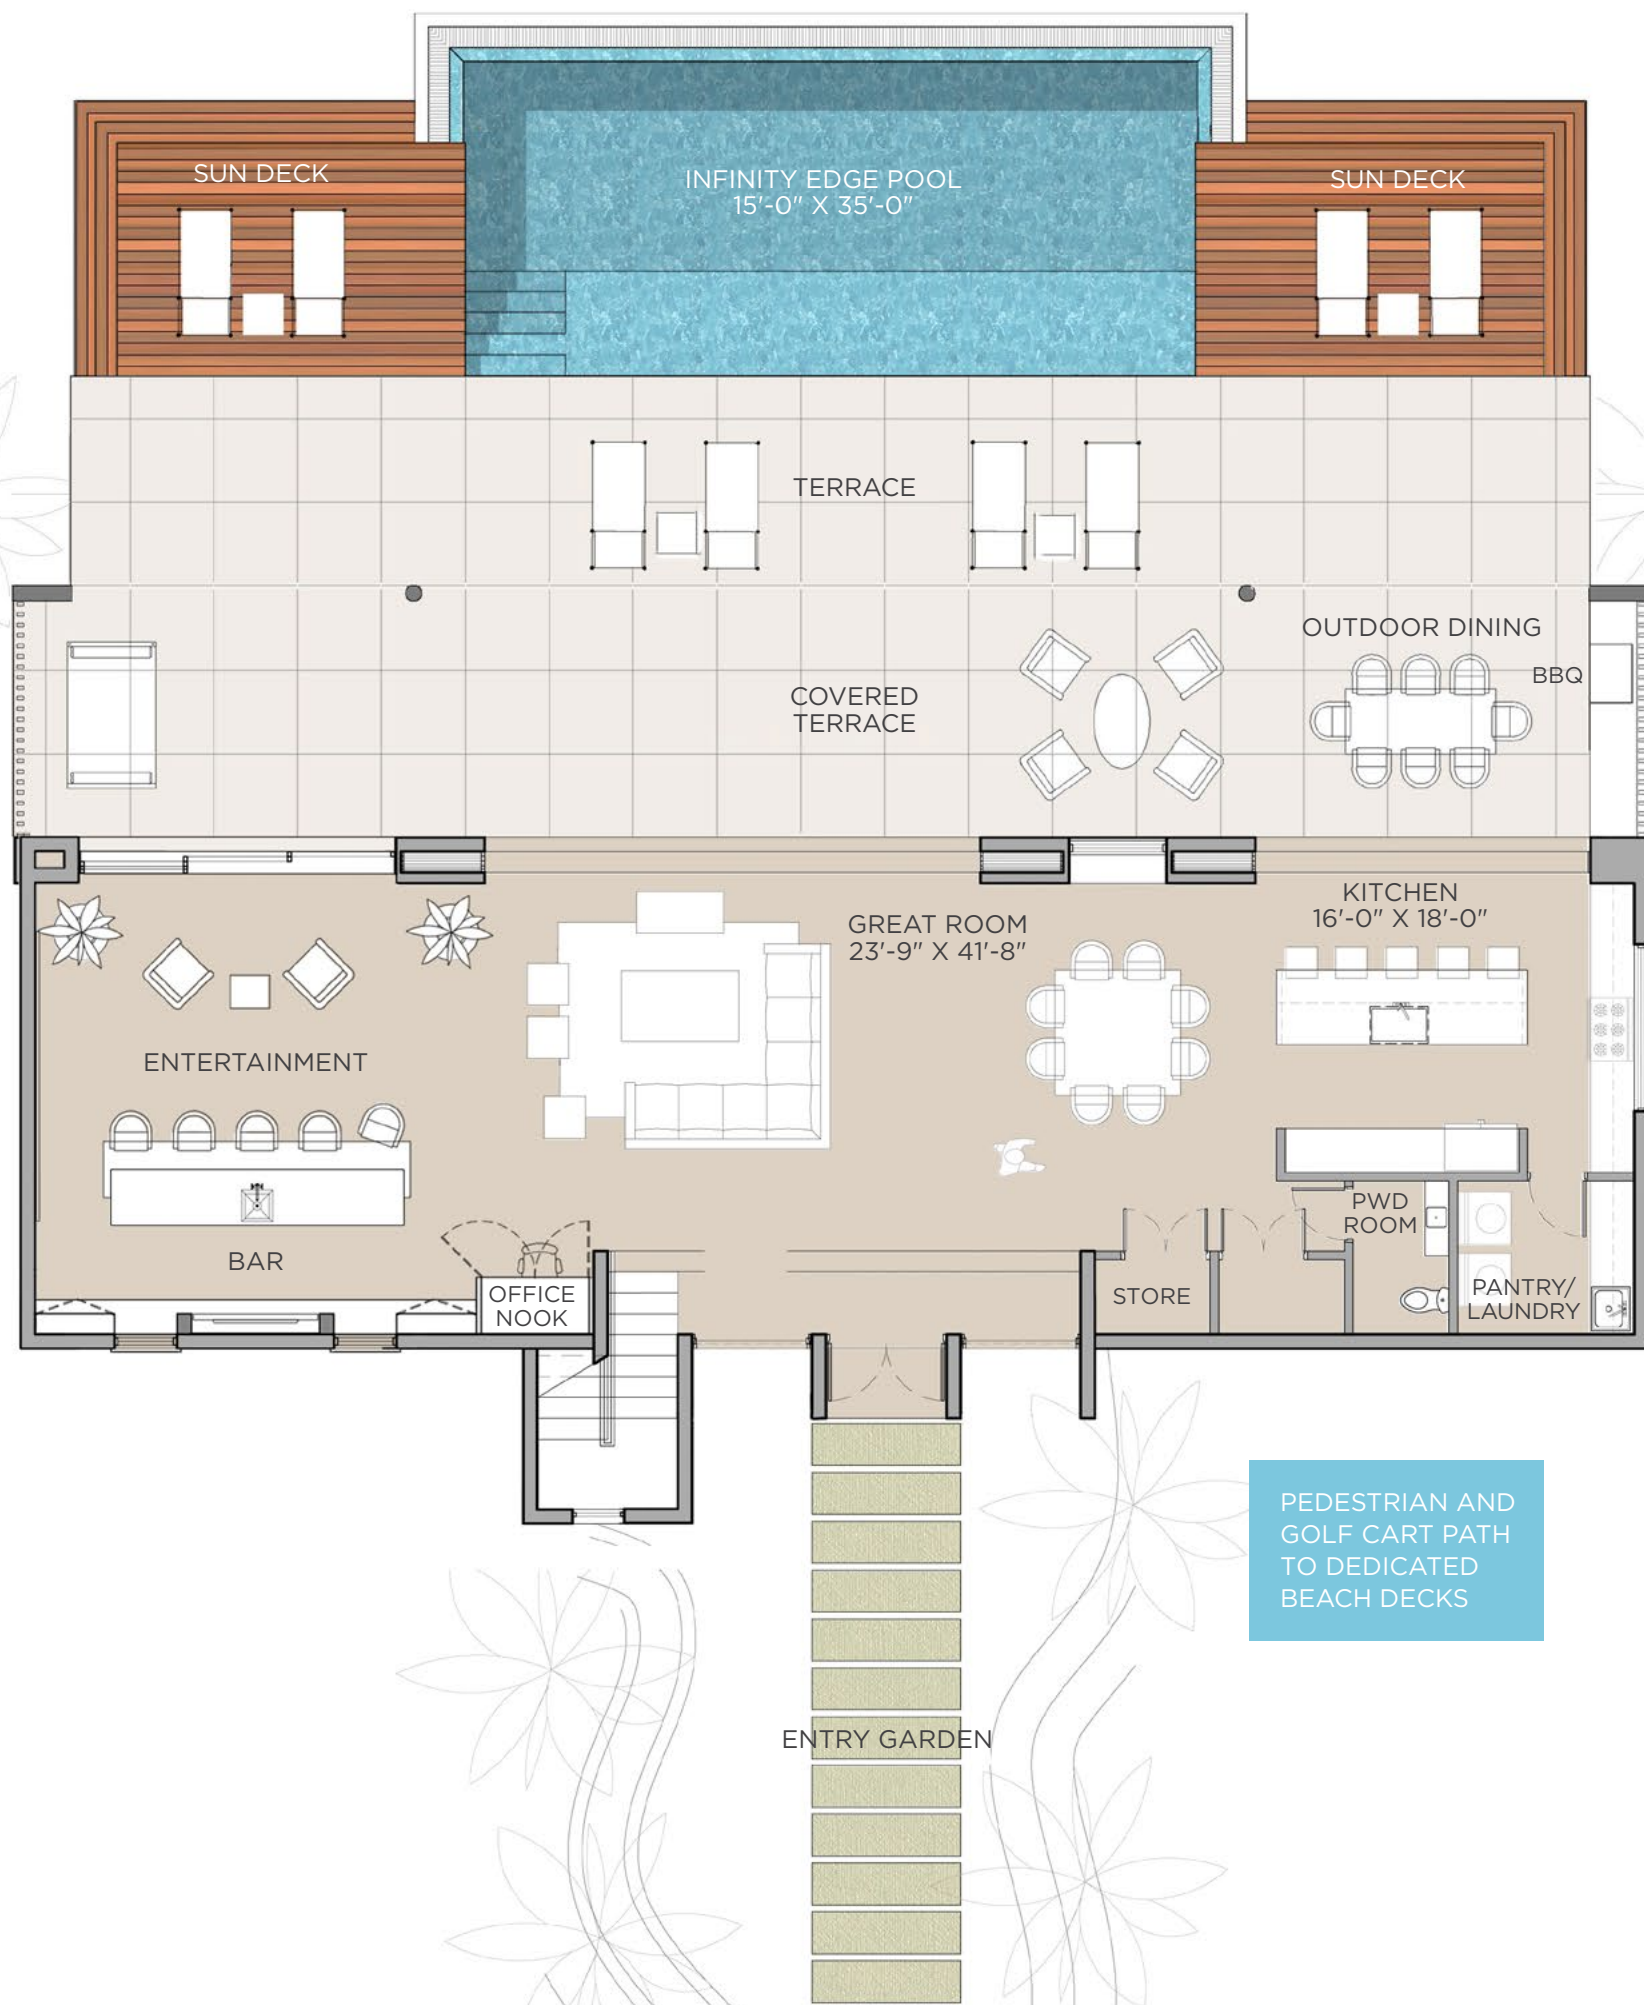 SUN DECK
INFINITY EDGE POOL
15'-0" X 35'-0"
SUN DECK
TERRACE
OUTDOOR DINING
BBQ
COVERED
TERRACE
KITCHEN
16'-0" X 18'-0"
GREAT ROOM
23'-9" X 41'-8"
ENTERTAINMENT
PWD
ROOM
BAR
OFFICE
NOOK
STORE
PANTRY/
LAUNDRY
PEDESTRIAN AND
GOLF CART PATH
TO DEDICATED
BEACH DECKS
ENTRY GARDEN